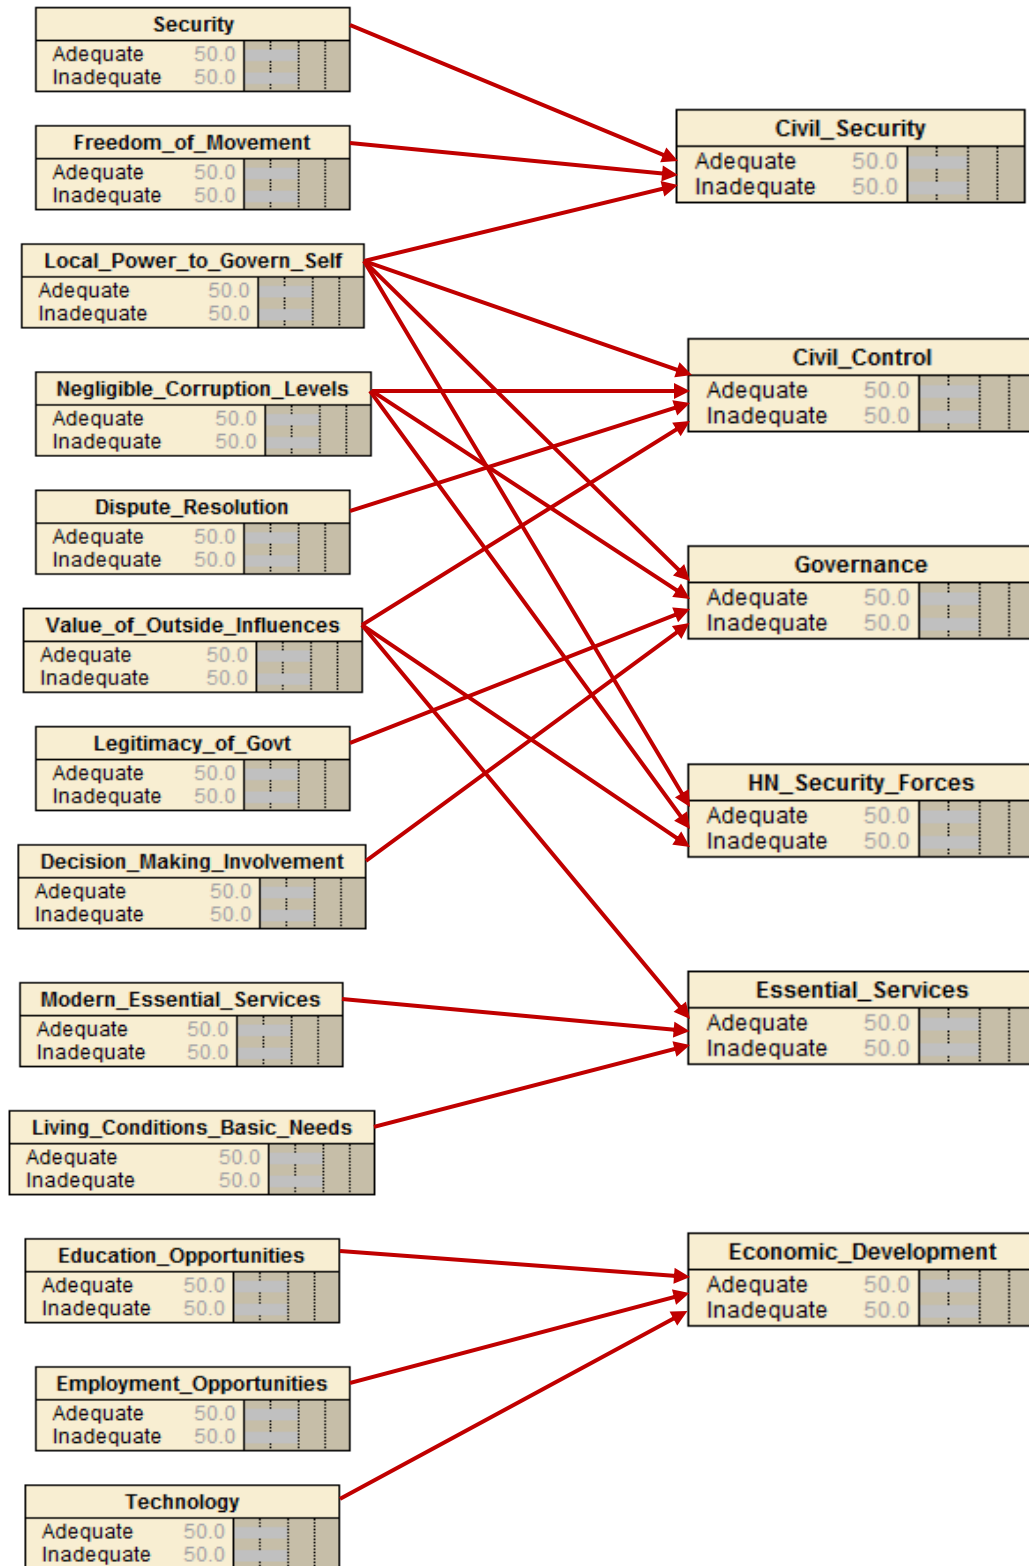 Security
Adequate 50.0
Inadequate 50.0
Freedom_of_Movement
Adequate 50.0
Inadequate 50.0
Local_Power_to_Govern_Self
Adequate 50.0
Inadequate 50.0
Negligible_Corruption_Levels
Adequate 50.0
Inadequate 50.0
Dispute_Resolution
Adequate 50.0
Inadequate 50.0
Value_of_Outside_Influences
Adequate 50.0
Inadequate 50.0
Legitimacy_of_Govt
Adequate 50.0
Inadequate 50.0
Decision_Making_Involvement
Adequate 50.0
Inadequate 50.0
Modern_Essential_Services
Adequate 50.0
Inadequate 50.0
Living_Conditions_Basic_Needs
Adequate 50.0
Inadequate 50.0
Education_Opportunities
Adequate 50.0
Inadequate 50.0
Employment_Opportunities
Adequate 50.0
Inadequate 50.0
Technology
Adequate 50.0
Inadequate 50.0
Civil_Security
Adequate 50.0
Inadequate 50.0
Civil_Control
Adequate 50.0
Inadequate 50.0
Governance
Adequate 50.0
Inadequate 50.0
HN_Security_Forces
Adequate 50.0
Inadequate 50.0
Essential_Services
Adequate 50.0
Inadequate 50.0
Economic_Development
Adequate 50.0
Inadequate 50.0